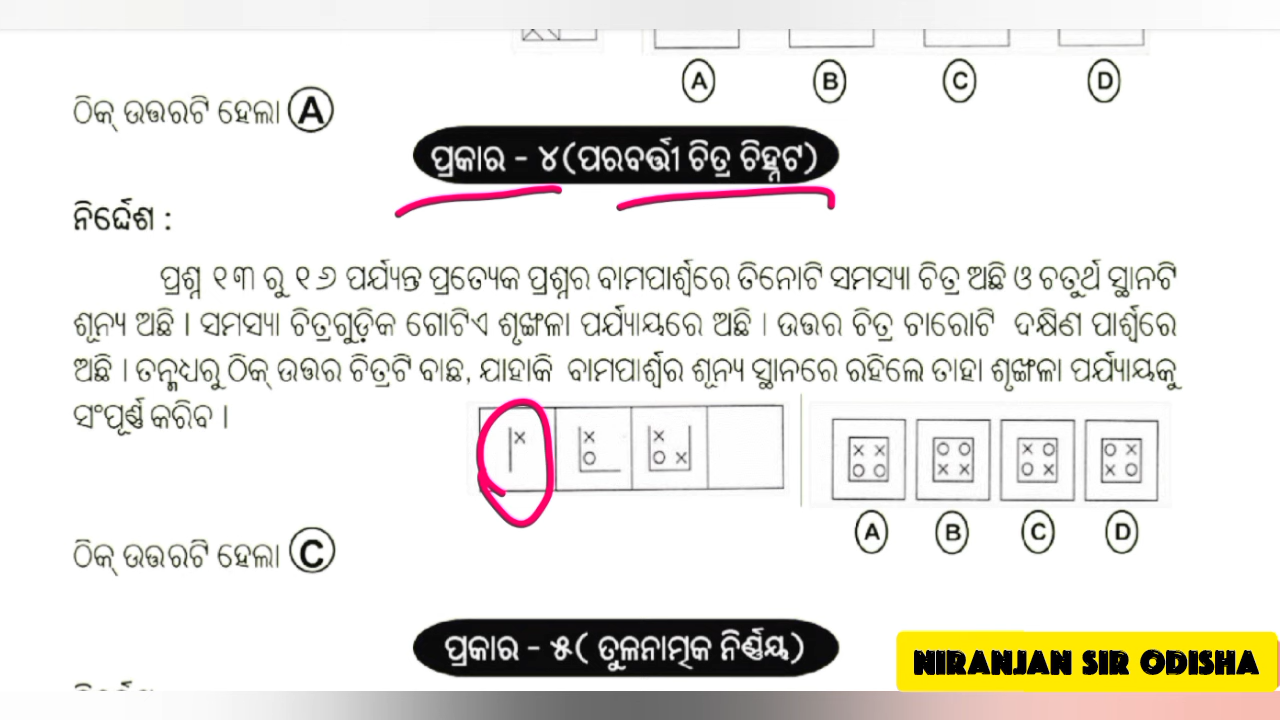 A B C D
ଠିକ୍ ଉତ୍ତରଟି ହେଲା A
ପ୍ରକାର - ୪(ପରବର୍ତ୍ତୀ ଚିତ୍ର ଚିହ୍ନଟ)
ନିର୍ଦ୍ଦେଶ :
ପ୍ରଶ୍ନ ୧୩ ରୁ ୧୬ ପର୍ଯ୍ୟନ୍ତ ପ୍ରତ୍ୟେକ ପ୍ରଶ୍ନର ବାମପାର୍ଶ୍ୱରେ ତିନୋଟି ସମସ୍ୟା ଚିତ୍ର ଅଛି ଓ ଚତୁର୍ଥ ସ୍ଥାନଟି
ଶୂନ୍ୟ ଅଛି । ସମସ୍ୟା ଚିତ୍ରଗୁଡ଼ିକ ଗୋଟିଏ ଶୃଙ୍ଖଳା ପର୍ଯ୍ୟାୟରେ ଅଛି । ଉତ୍ତର ଚିତ୍ର ଚାରୋଟି ଦକ୍ଷିଣ ପାର୍ଶ୍ୱରେ
ଅଛି । ତନ୍ମଧ୍ୟରୁ ଠିକ୍ ଉତ୍ତର ଚିତ୍ରଟି ବାଛ, ଯାହାକି ବାମପାର୍ଶ୍ୱର ଶୂନ୍ୟ ସ୍ଥାନରେ ରହିଲେ ତାହା ଶୃଙ୍ଖଳା ପର୍ଯ୍ୟାୟକୁ
ସଂପୂର୍ଣ୍ଣ କରିବ ।
A B C D
ଠିକ୍ ଉତ୍ତରଟି ହେଲା C
ପ୍ରକାର - ୫( ତୁଳନାତ୍ମକ ନିର୍ଣ୍ଣୟ)
NIRANJAN SIR ODISHA